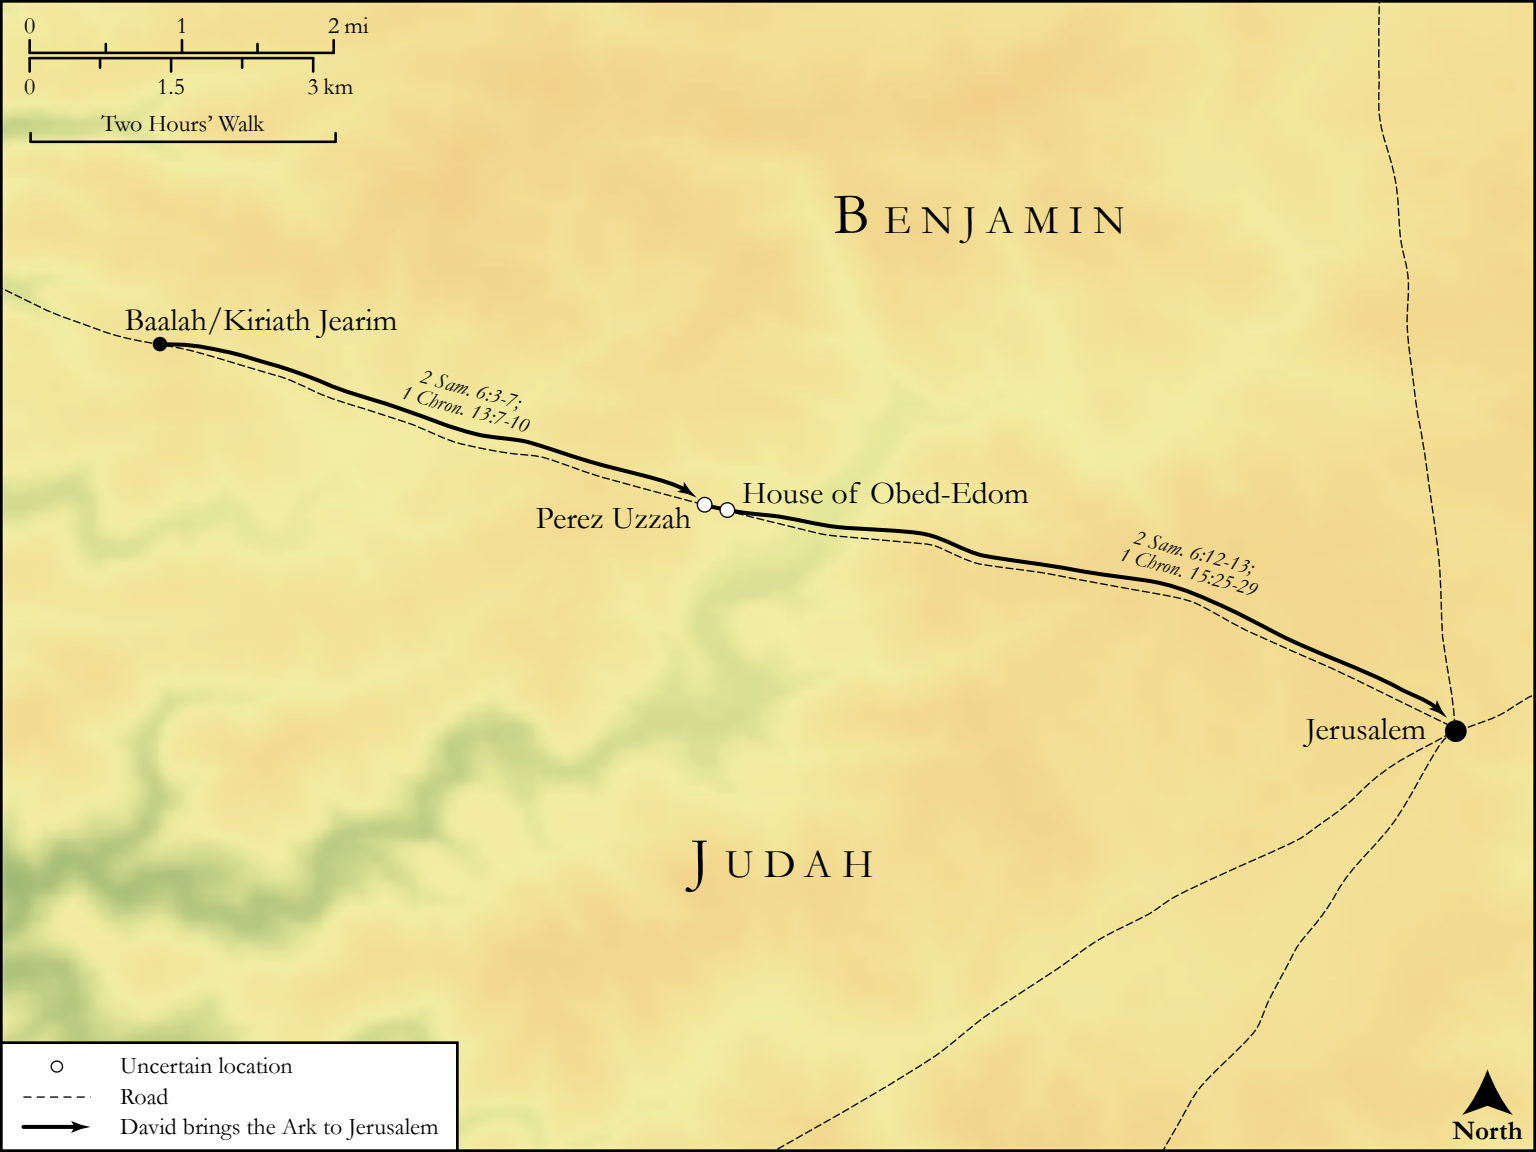 0 1 2 mi
0 1.5 3 km
Two Hours' Walk
BENJAMIN
Baalah/Kiriath Jearim
2 Sam. 6:3-7;
1 Chron. 13:7-10
House of Obed-Edom
Perez Uzzah
2 Sam. 6:12-13;
1 Chron. 15:25-29
Jerusalem
JUDAH
Uncertain location
Road
David brings the Ark to Jerusalem
North